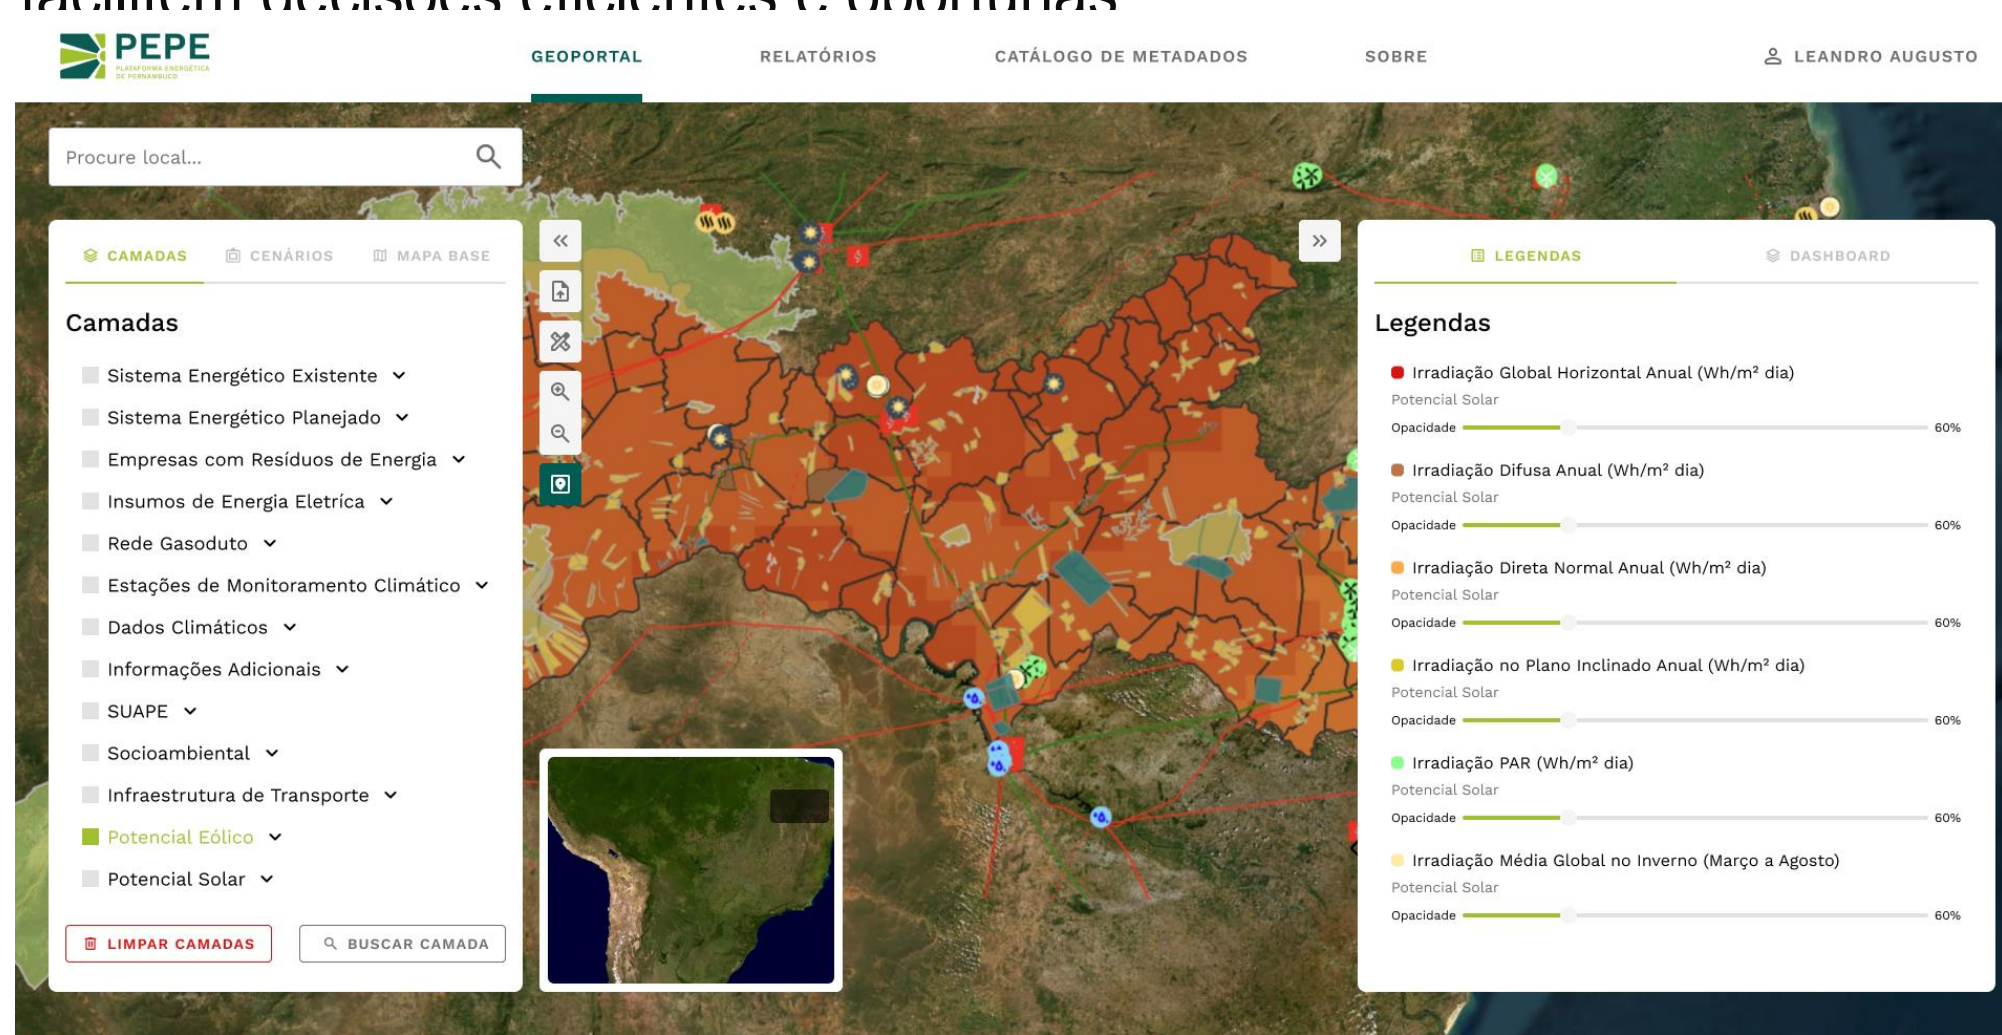 facilitem decisões eficientes e oportunas
PEPE
PLATAFORMA ENERGÉTICA
DE PERNAMBUCO
GEOPORTAL
RELATÓRIOS
CATÁLOGO DE METADADOS
SOBRE
LEANDRO AUGUSTO
Procure local...
CAMADAS
CENÁRIOS
MAPA BASE
Camadas
Sistema Energético Existente
Sistema Energético Planejado
Empresas com Resíduos de Energia
Insumos de Energia Eletríca
Rede Gasoduto
Estações de Monitoramento Climático
Dados Climáticos
Informações Adicionais
SUAPE
Socioambiental
Infraestrutura de Transporte
Potencial Eólico
Potencial Solar
LIMPAR CAMADAS
BUSCAR CAMADA
LEGENDAS
DASHBOARD
Legendas
Irradiação Global Horizontal Anual (Wh/m² dia)
Potencial Solar
Opacidade 60%
Irradiação Difusa Anual (Wh/m² dia)
Potencial Solar
Opacidade 60%
Irradiação Direta Normal Anual (Wh/m² dia)
Potencial Solar
Opacidade 60%
Irradiação no Plano Inclinado Anual (Wh/m² dia)
Potencial Solar
Opacidade 60%
Irradiação PAR (Wh/m² dia)
Potencial Solar
Opacidade 60%
Irradiação Média Global no Inverno (Março a Agosto)
Potencial Solar
Opacidade 60%